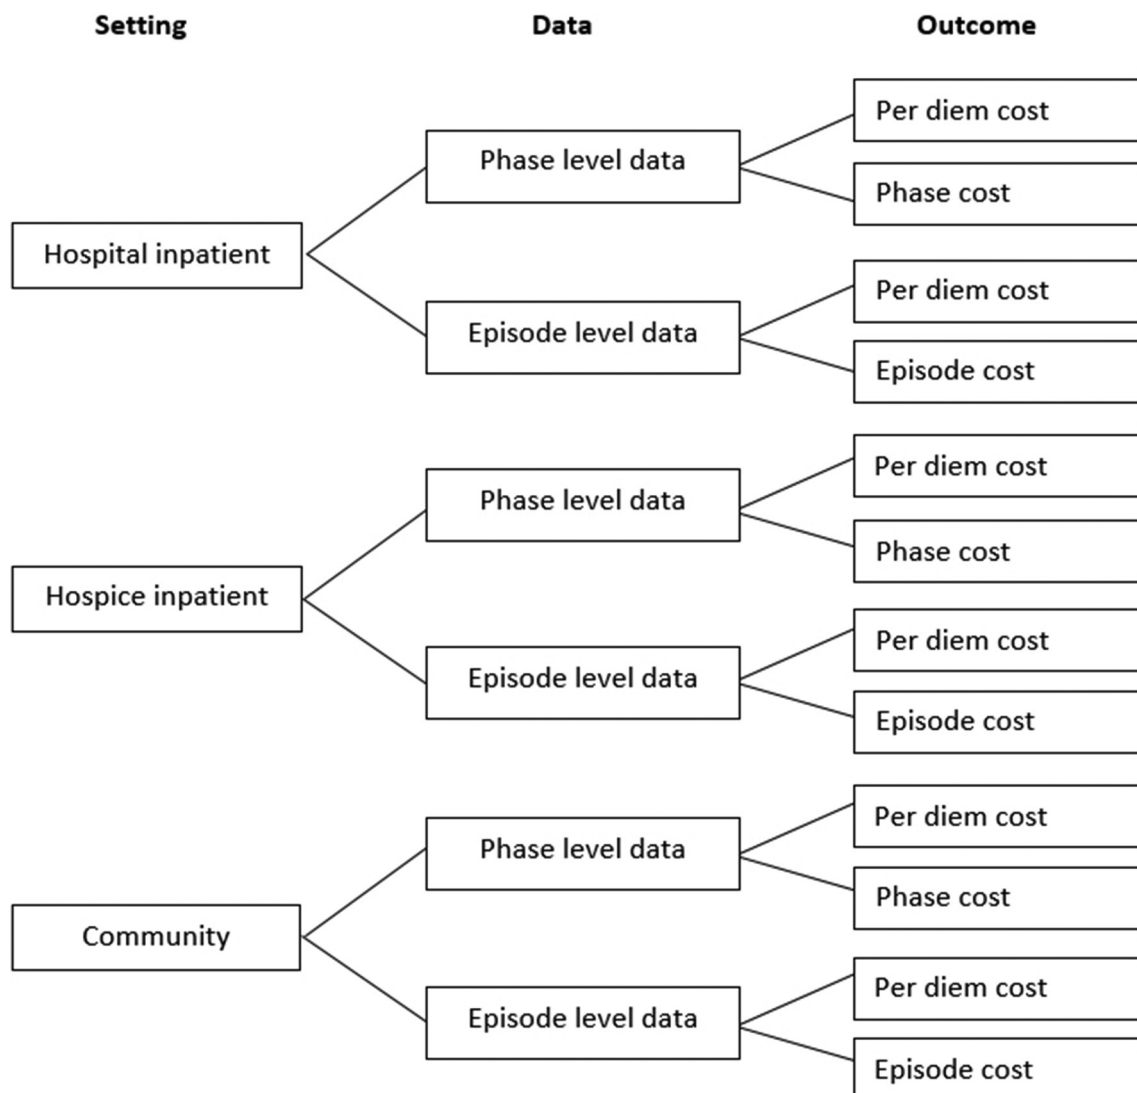 Setting Data Outcome
Per diem cost
Phase level data
Phase cost
Hospital inpatient
Per diem cost
Episode level data
Episode cost
Per diem cost
Phase level data
Phase cost
Hospice inpatient
Per diem cost
Episode level data
Episode cost
Per diem cost
Phase level data
Phase cost
Community
Per diem cost
Episode level data
Episode cost